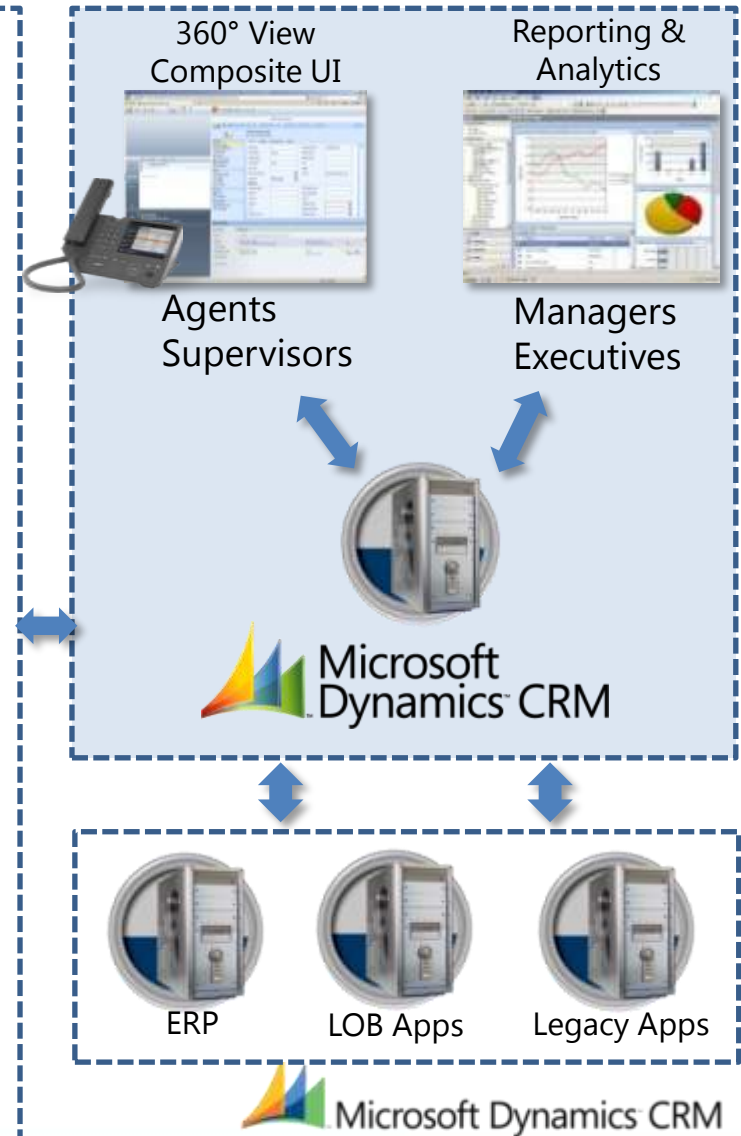 360° View
Composite UI
Reporting &
Analytics
Agents
Supervisors
Managers
Executives
Microsoft
Dynamics™ CRM
ERP
LOB Apps
Legacy Apps
Microsoft Dynamics CRM